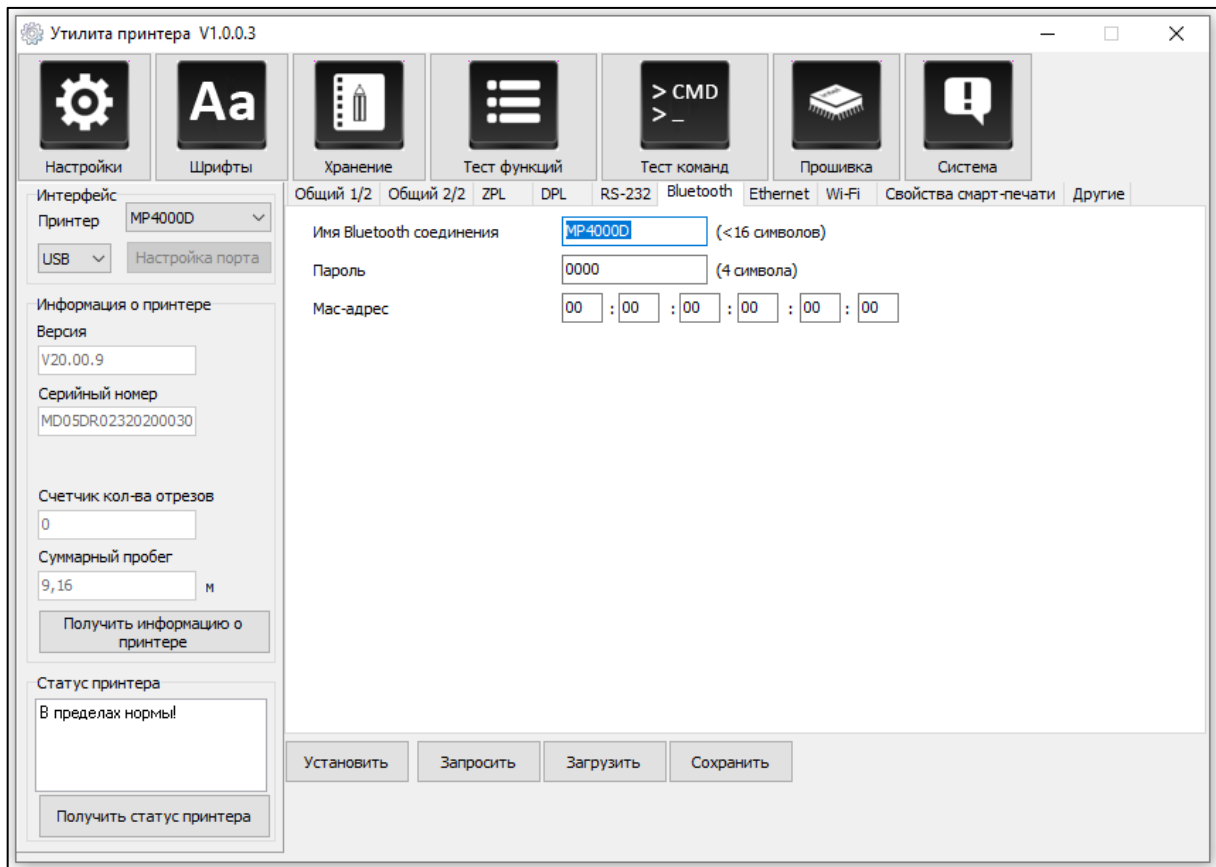 Утилита принтера V1.0.0.3
Aa
> CMD
> _
Настройки
Шрифты
Хранение
Тест функций
Тест команд
Прошивка
Система
Интерфейс
Принтер
MP4000D
USB
Настройка порта
Информация о принтере
Версия
V20.00.9
Серийный номер
MD05DR02320200030
Счетчик кол-ва отрезов
0
Суммарный пробег
9,16 м
Получить информацию о
принтере
Статус принтера
В пределах нормы!
Получить статус принтера
Общий 1/2 Общий 2/2 ZPL DPL RS-232 Bluetooth Ethernet Wi-Fi Свойства смарт-печати Другие
Имя Bluetooth соединения MP4000D (<16 символов)
Пароль 0000 (4 символа)
Мас-адрес 00 : 00 : 00 : 00 : 00 : 00
Установить
Запросить
Загрузить
Сохранить